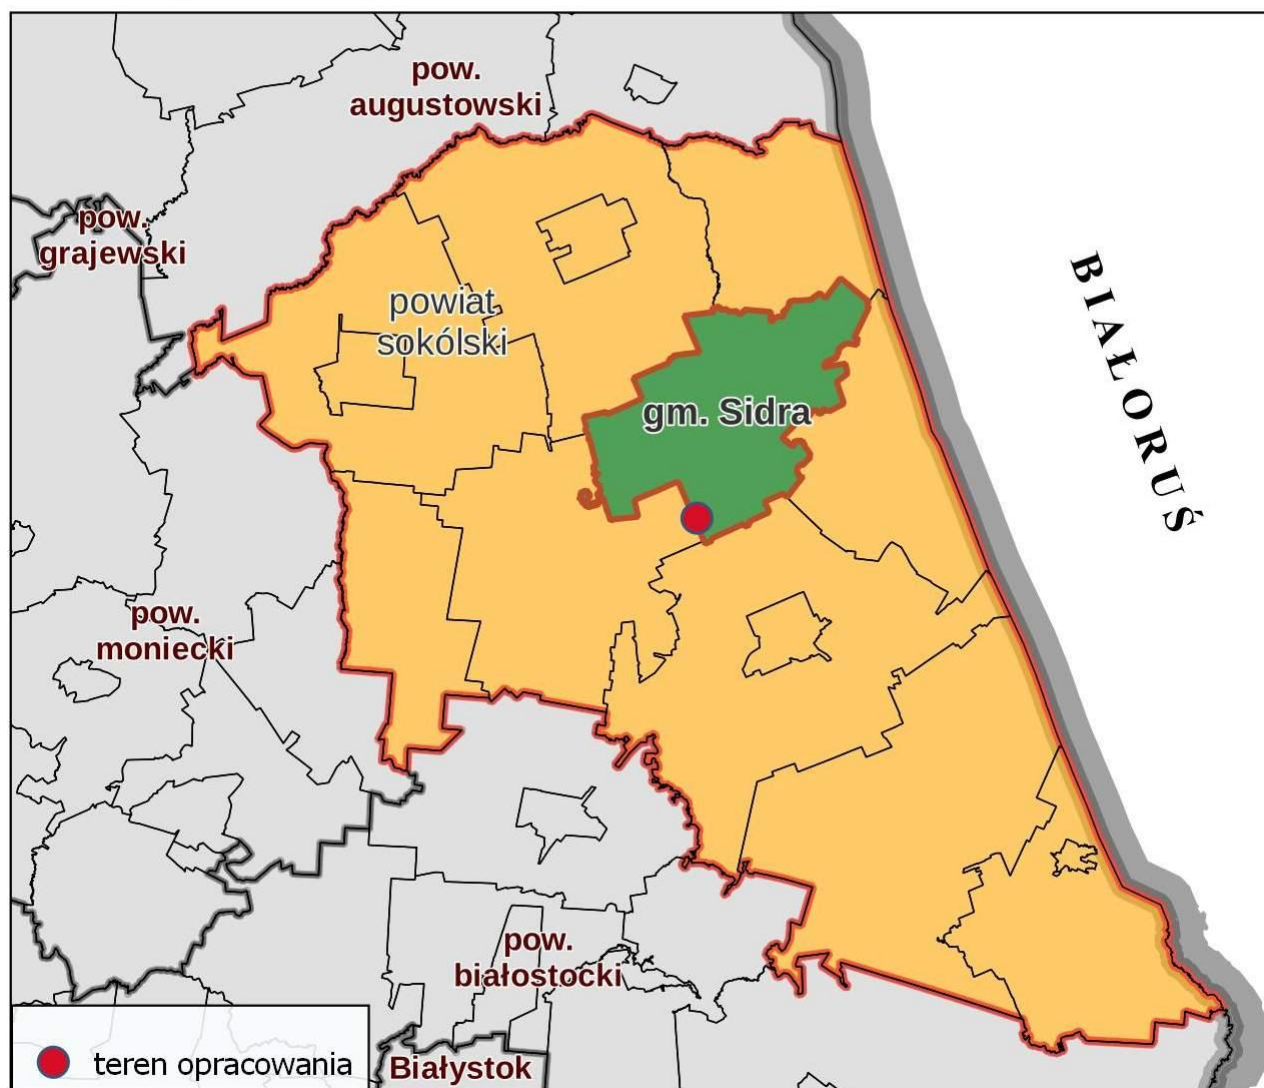 pow.
augustowski
pow.
grajewski
BIAŁORUŚ
powiat
sokólski
gm. Sidra
pow.
moniecki
pow.
białostocki
teren opracowania
Białystok